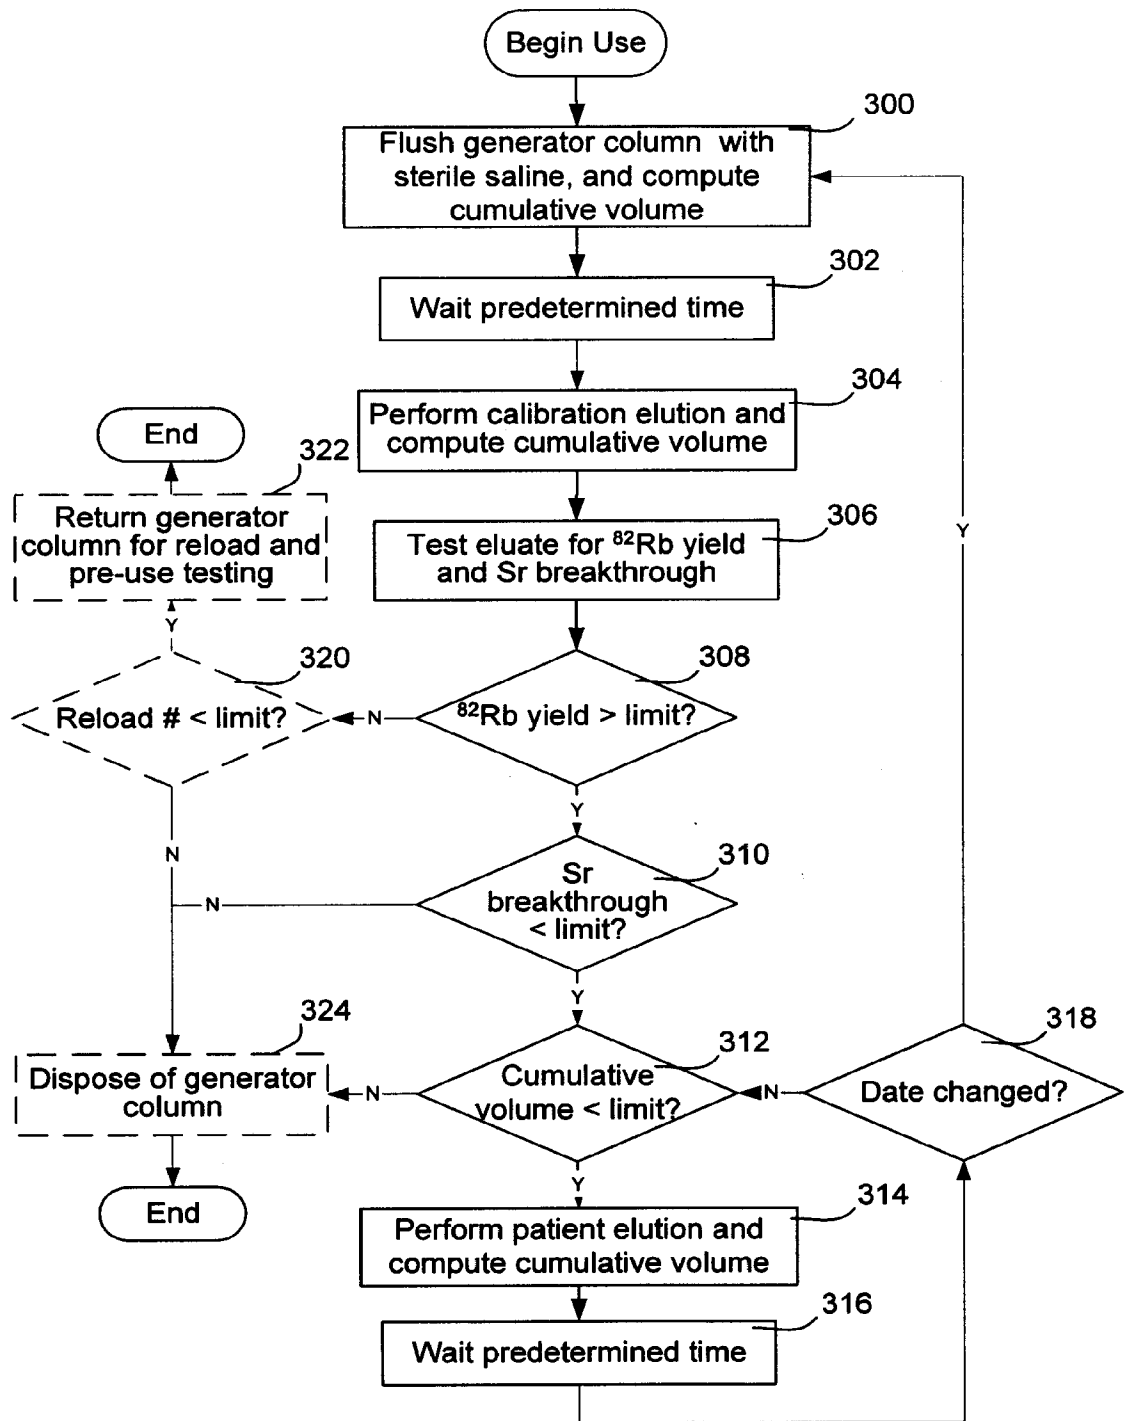 Begin Use
300
Flush generator column with
sterile saline, and compute
cumulative volume
302
Wait predetermined time
304
Perform calibration elution and
compute cumulative volume
End
322
Return generator
column for reload and
pre-use testing
306
Test eluate for ⁸²Rb yield
and Sr breakthrough
Y
Y
320
Reload # < limit?
N
308
⁸²Rb yield > limit?
Y
N
310
Sr
breakthrough
< limit?
N
Y
324
Dispose of generator
column
N
312
Cumulative
volume < limit?
N
318
Date changed?
Y
End
314
Perform patient elution and
compute cumulative volume
316
Wait predetermined time